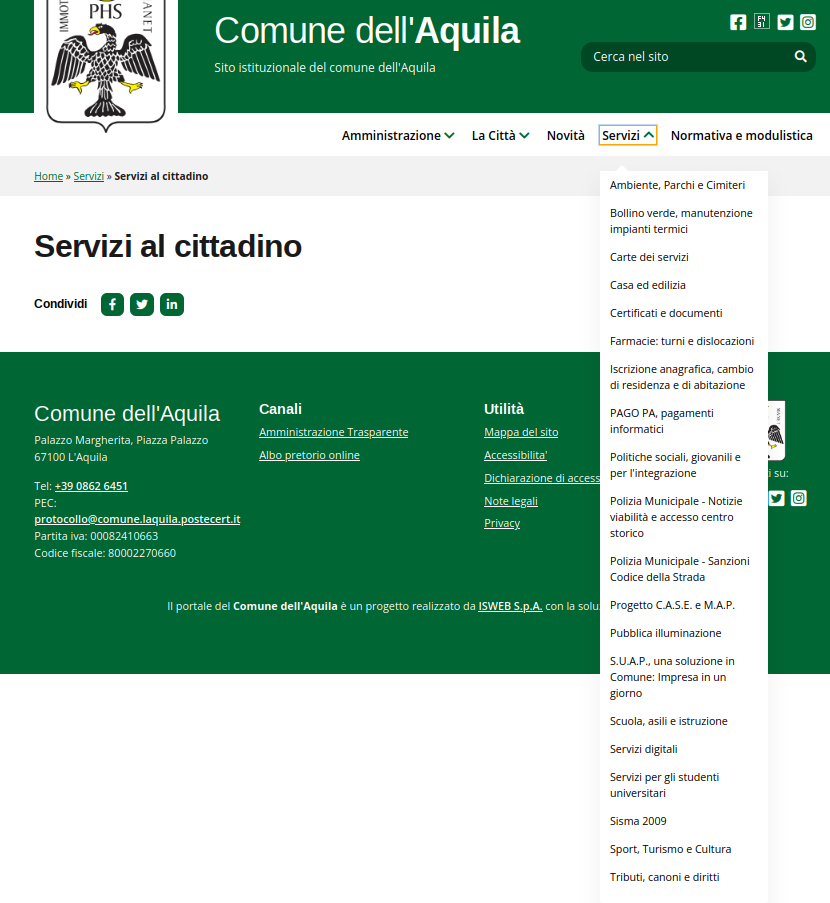 PHS
IMMOT
ANET
Comune dell'Aquila
Sito istituzionale del comune dell'Aquila
Cerca nel sito
Amministrazione
La Città
Novità
Servizi
Normativa e modulistica
Home » Servizi » Servizi al cittadino
Servizi al cittadino
Condividi
Ambiente, Parchi e Cimiteri
Bollino verde, manutenzione
impianti termici
Carte dei servizi
Casa ed edilizia
Certificati e documenti
Farmacie: turni e dislocazioni
Iscrizione anagrafica, cambio
di residenza e di abitazione
PAGO PA, pagamenti
informatici
Politiche sociali, giovanili e
per l'integrazione
Polizia Municipale - Notizie
viabilità e accesso centro
storico
Polizia Municipale - Sanzioni
Codice della Strada
Progetto C.A.S.E. e M.A.P.
Pubblica illuminazione
S.U.A.P., una soluzione in
Comune: Impresa in un
giorno
Scuola, asili e istruzione
Servizi digitali
Servizi per gli studenti
universitari
Sisma 2009
Sport, Turismo e Cultura
Tributi, canoni e diritti
Comune dell'Aquila
Palazzo Margherita, Piazza Palazzo
67100 L'Aquila
Tel: +39 0862 6451
PEC:
protocollo@comune.laquila.postecert.it
Partita iva: 00082410663
Codice fiscale: 80002270660
Canali
Amministrazione Trasparente
Albo pretorio online
Utilità
Mappa del sito
Accessibilita'
Dichiarazione di access
Note legali
Privacy
su:
Il portale del Comune dell'Aquila è un progetto realizzato da ISWEB S.p.A. con la solu